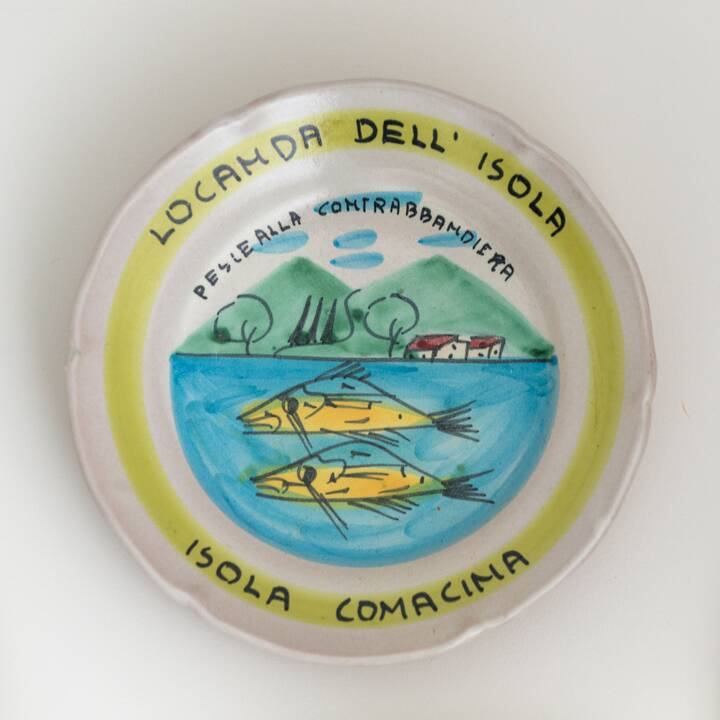 LOCANDA DELL' ISOLA
PESCE ALLA CONTRABBANDIERA
ISOLA COMACINA